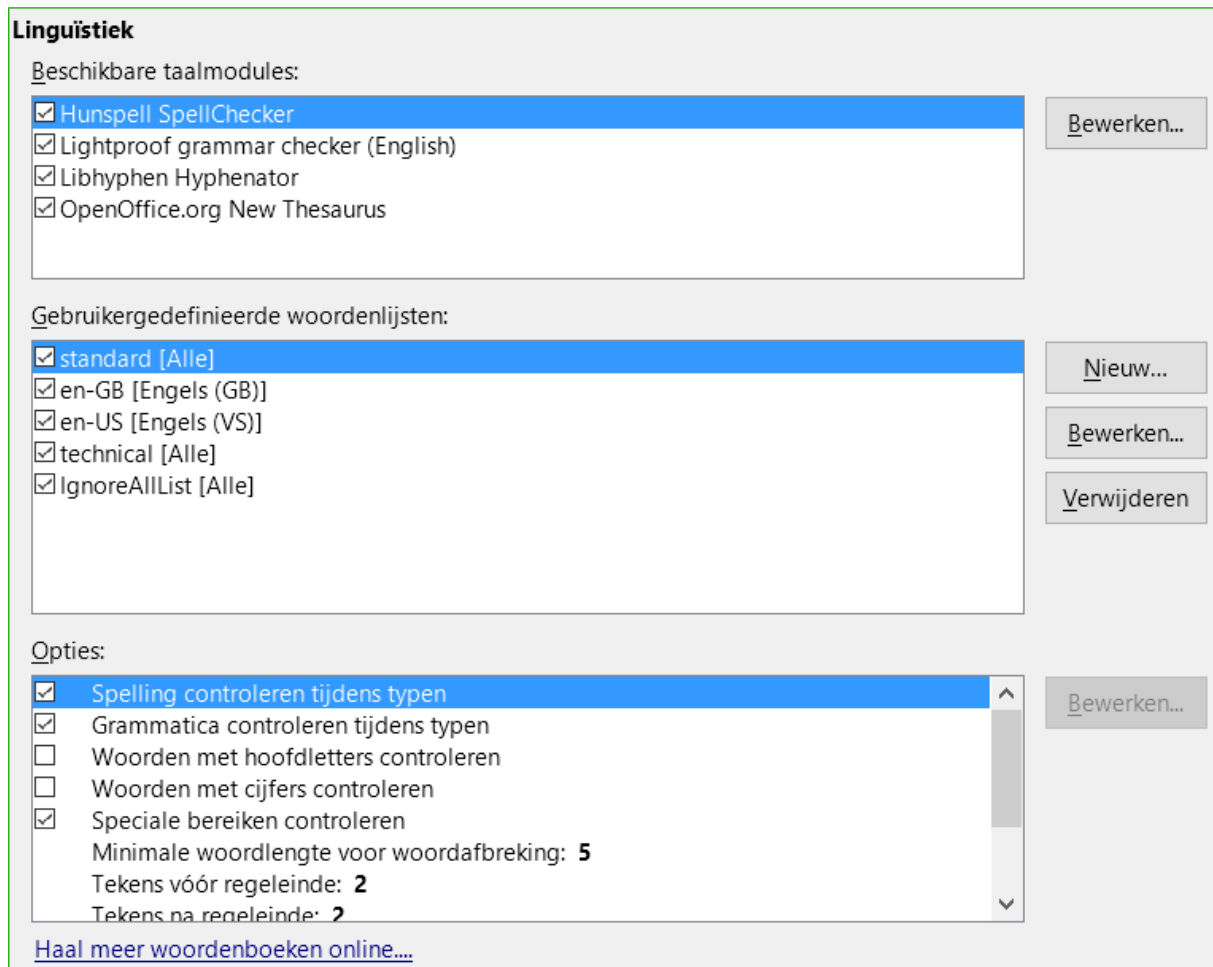 Linguïstiek
Beschikbare taalmodules:
Hunspell SpellChecker
Bewerken...
Lightproof grammar checker (English)
Libhyphen Hyphenator
OpenOffice.org New Thesaurus
Gebruikergedefinieerde woordenlijsten:
standard [Alle]
Nieuw...
en-GB [Engels (GB)]
en-US [Engels (VS)]
Bewerken...
technical [Alle]
IgnoreAllList [Alle]
Verwijderen
Opties:
Spelling controleren tijdens typen
Bewerken...
Grammatica controleren tijdens typen
Woorden met hoofdletters controleren
Woorden met cijfers controleren
Speciale bereiken controleren
Minimale woordlengte voor woordafbreking: 5
Tekens vóór regeleinde: 2
Tekens na regeleinde: 2
Haal meer woordenboeken online....